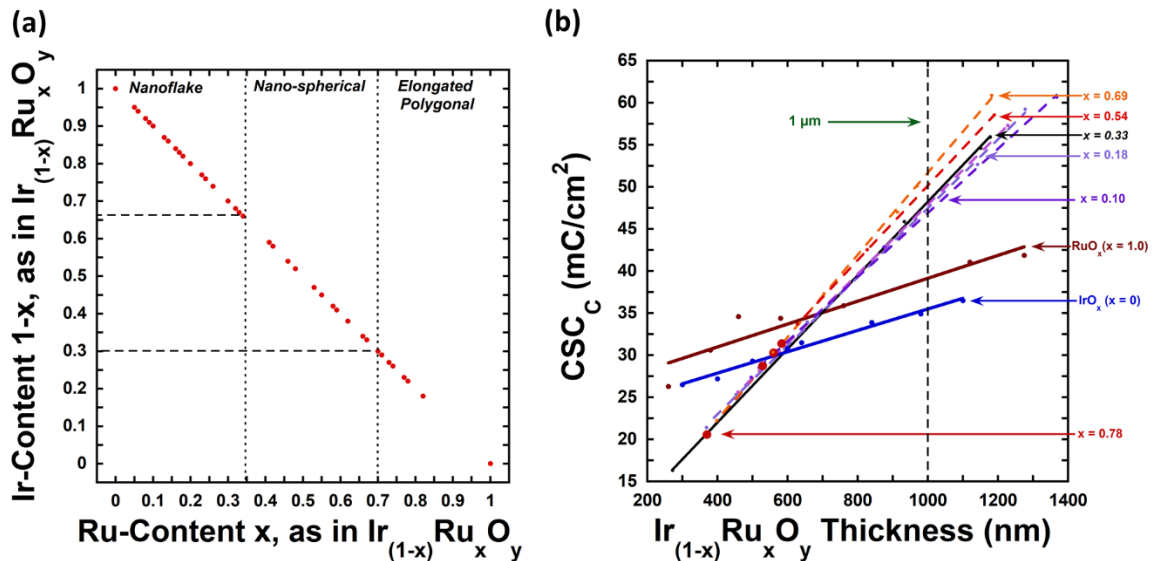 (a)
Ir-Content 1-x, as in Ir(1-x)RuxOy
Nanoflake
Nano-spherical
Elongated
Polygonal
1
0.9
0.8
0.7
0.6
0.5
0.4
0.3
0.2
0.1
0
0 0.1 0.2 0.3 0.4 0.5 0.6 0.7 0.8 0.9 1
Ru-Content x, as in Ir(1-x)RuxOy
(b)
CSCC (mC/cm2)
65
60
55
50
45
40
35
30
25
20
15
1 µm
x = 0.69
x = 0.54
x = 0.33
x = 0.18
x = 0.10
RuOx(x = 1.0)
IrOx(x = 0)
x = 0.78
200 400 600 800 1000 1200 1400
Ir(1-x)RuxOy Thickness (nm)